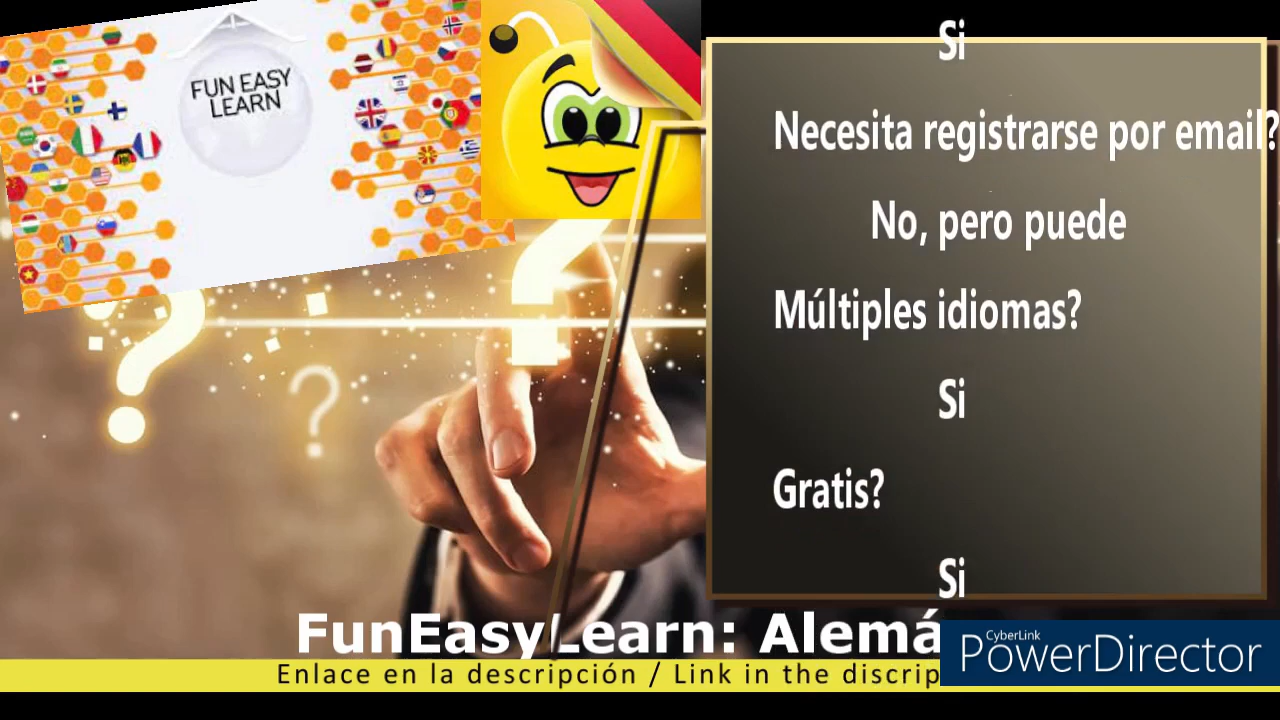 FUN EASY
LEARN
Si
Necesita registrarse por email?
No, pero puede
Múltiples idiomas?
Si
Gratis?
Si
FunEasyLearn: Alemá
Enlace en la descripción / Link in the discrip
CyberLink
PowerDirector